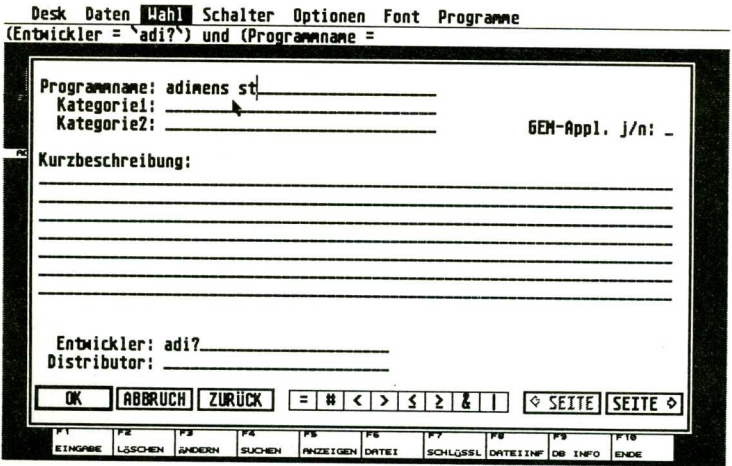 Desk Daten Wahl Schalter Optionen Font Programme
(Entwickler = `adi?`) und (Programmname =
Programmname: adimens st
Kategorie1:
Kategorie2:
GEM-Appl. j/n:
Kurzbeschreibung:
Entwickler: adi?
Distributor:
OK ABBRUCH ZURÜCK = # < > ≤ ≥ & | ⇦ SEITE SEITE ⇨
F1 F2 F3 F4 F5 F6 F7 F8 F9 F10
EINGABE LöSCHEN äNDERN SUCHEN ANZEIGEN DATEI SCHLüSSL DATEIINF DB INFO ENDE